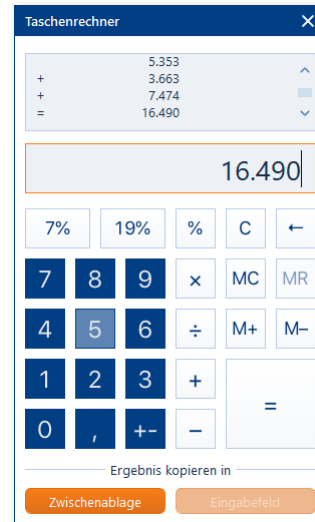 Taschenrechner ×
5.353
+ 3.663
+ 7.474
= 16.490
16.490
7% 19% % C ←
7 8 9 × MC MR
4 5 6 ÷ M+ M–
1 2 3 + =
0 , +- −
Ergebnis kopieren in
Zwischenablage Eingabefeld